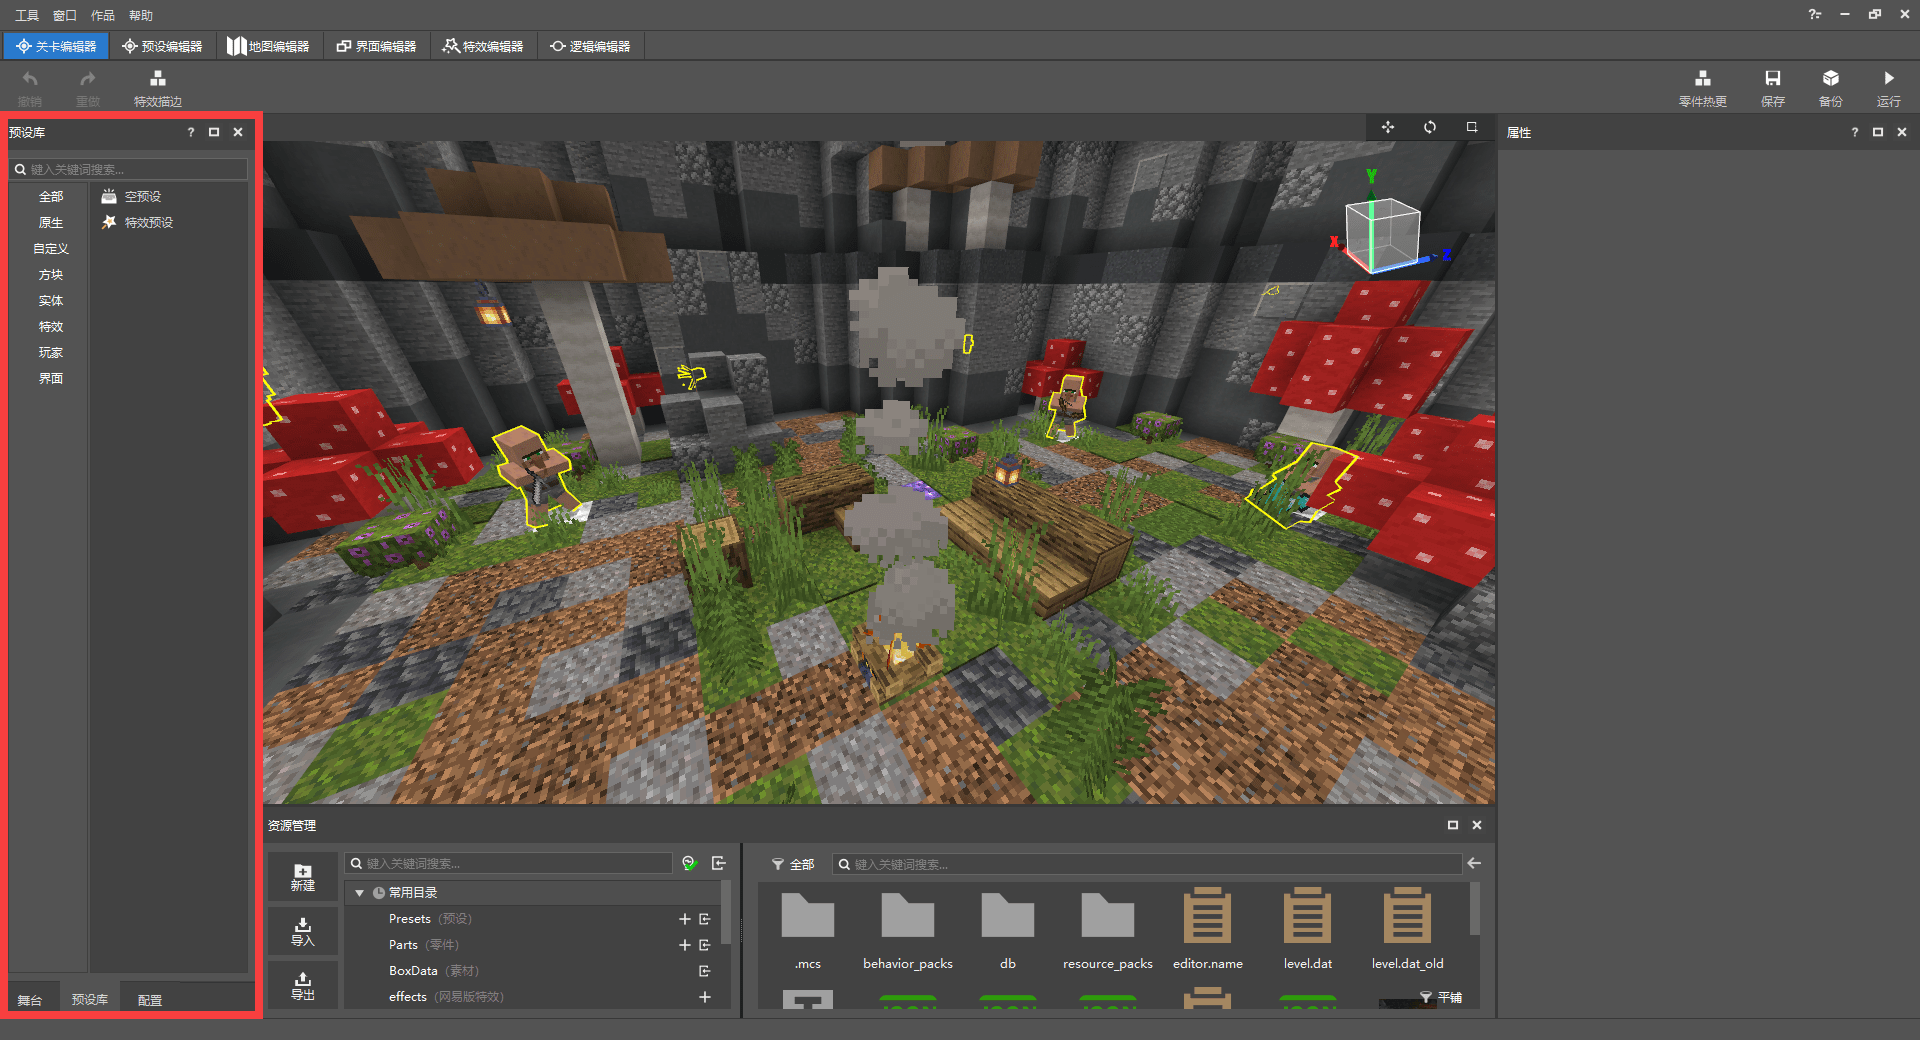 工具 窗口 作品 帮助
关卡编辑器 预设编辑器 地图编辑器 界面编辑器 特效编辑器 逻辑编辑器
撤销 重做 特效描边 零件热更 保存 备份 运行
预设库
键入关键词搜索...
全部
原生
自定义
方块
实体
特效
玩家
界面
空预设
特效预设
舞台 预设库 配置
Y
X
Z
属性
资源管理
新建
导入
导出
键入关键词搜索...
常用目录
Presets (预设)
Parts (零件)
BoxData (素材)
effects (网易版特效)
全部
键入关键词搜索...
.mcs behavior_packs db resource_packs editor.name level.dat level.dat_old
平铺